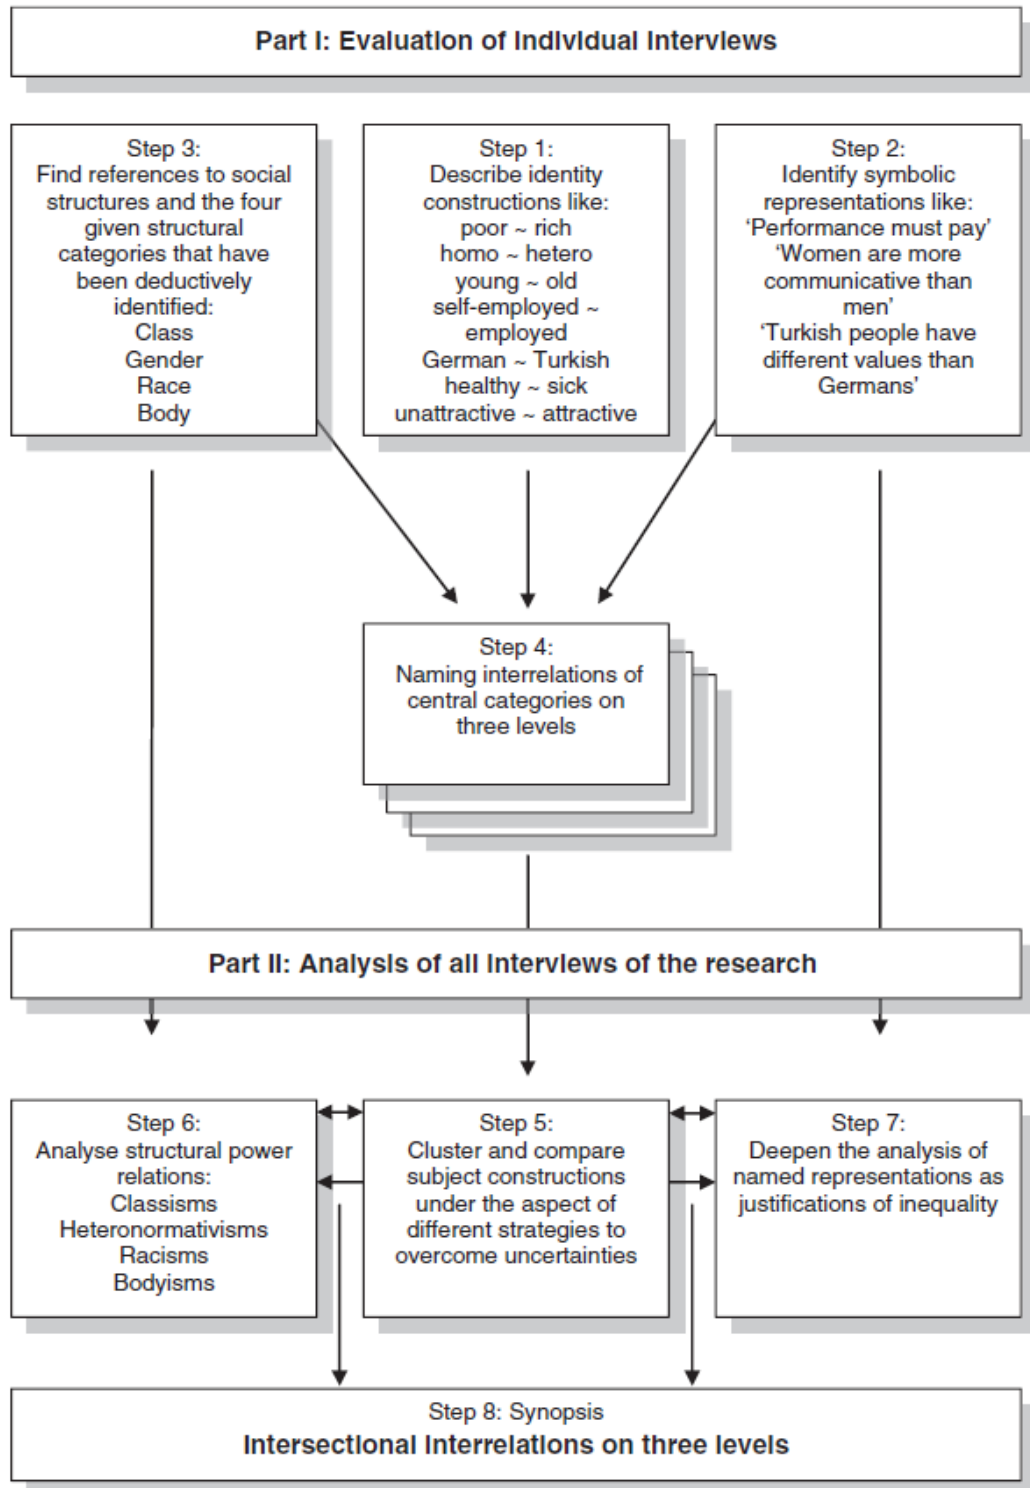 Part I: Evaluation of Individual Interviews
Step 3:
Find references to social
structures and the four
given structural
categories that have
been deductively
identified:
Class
Gender
Race
Body
Step 1:
Describe identity
constructions like:
poor ~ rich
homo ~ hetero
young ~ old
self-employed ~
employed
German ~ Turkish
healthy ~ sick
unattractive ~ attractive
Step 2:
Identify symbolic
representations like:
‘Performance must pay’
‘Women are more
communicative than
men’
‘Turkish people have
different values than
Germans’
Step 4:
Naming interrelations of
central categories on
three levels
Part II: Analysis of all Interviews of the research
Step 6:
Analyse structural power
relations:
Classisms
Heteronormativisms
Racisms
Bodyisms
Step 5:
Cluster and compare
subject constructions
under the aspect of
different strategies to
overcome uncertainties
Step 7:
Deepen the analysis of
named representations as
justifications of inequality
Step 8: Synopsis
Intersectional Interrelations on three levels